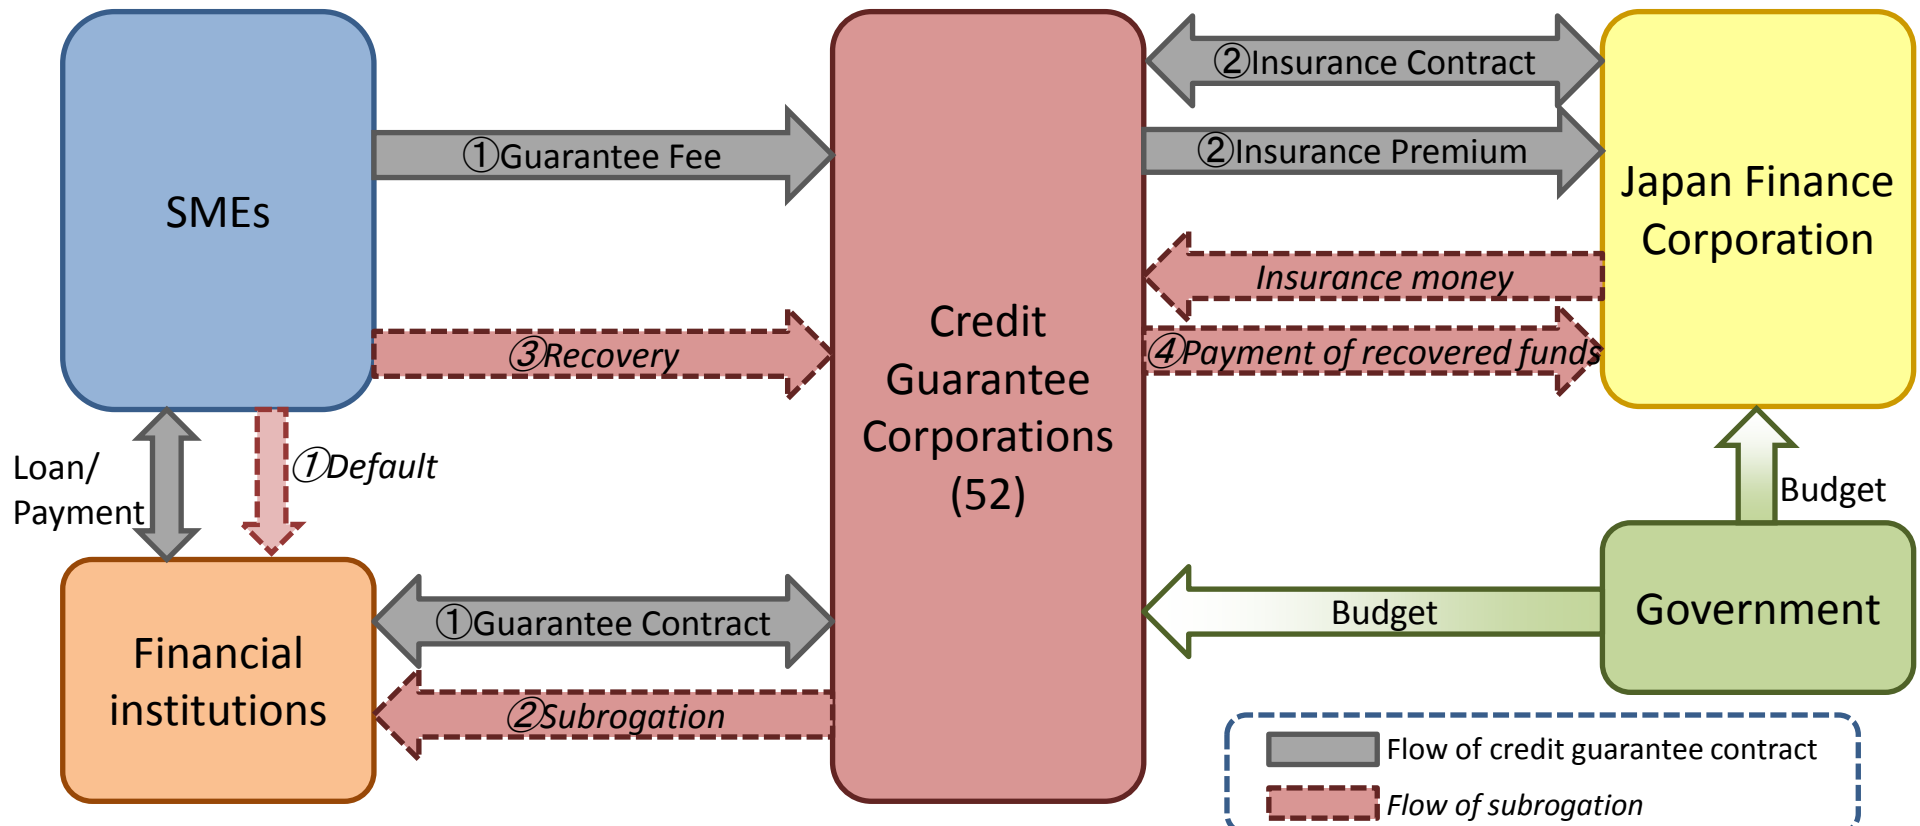 SMEs
①Guarantee Fee
③Recovery
Loan/
Payment
①Default
Financial
institutions
①Guarantee Contract
②Subrogation
Credit
Guarantee
Corporations
(52)
②Insurance Contract
②Insurance Premium
Insurance money
④Payment of recovered funds
Japan Finance
Corporation
Budget
Budget
Government
Flow of credit guarantee contract
Flow of subrogation